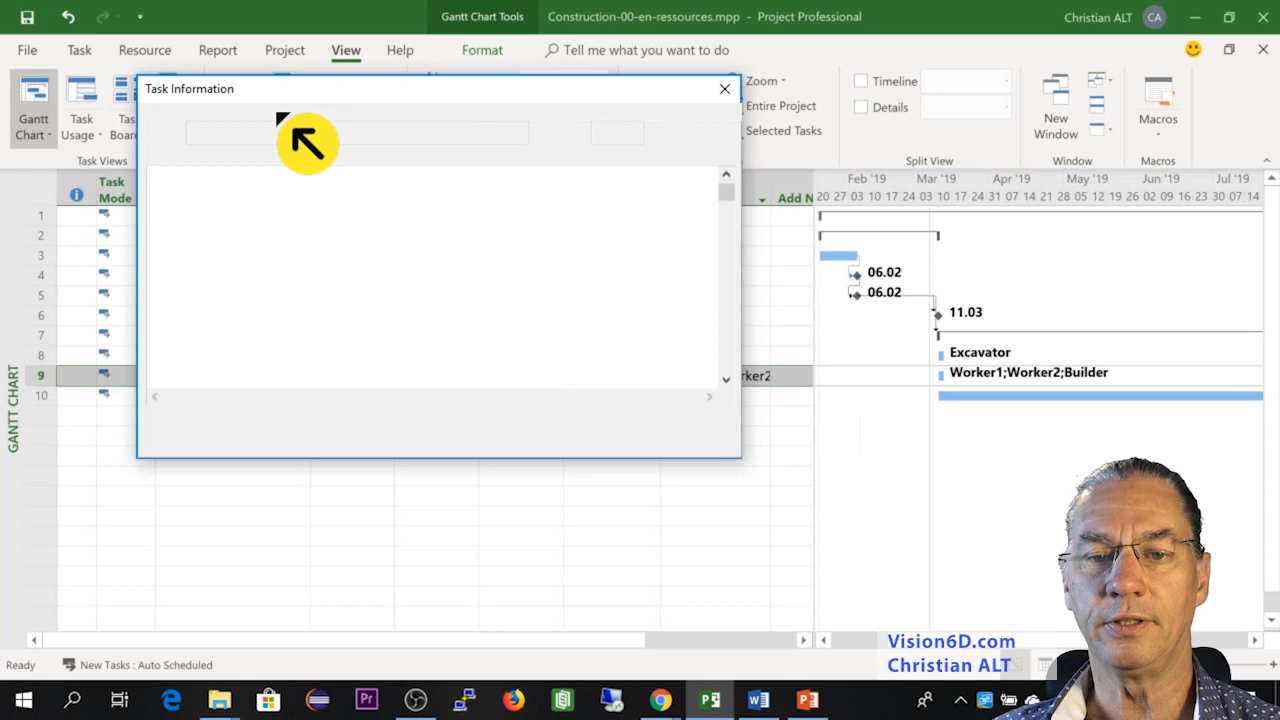 Gantt Chart Tools
Construction-00-en-ressources.mpp - Project Professional
Christian ALT CA
File Task Resource Report Project View Help Format Tell me what you want to do
Gantt
Chart
Task
Usage
Zoom
Entire Project
Selected Tasks
Timeline
Details
New
Window
Macros
Task Views
Split View
Window
Macros
Task Information
Task
Mode
Add N
Feb '19 Mar '19 Apr '19 May '19 Jun '19 Jul '19
20 27 03 10 17 24 03 10 17 24 31 07 14 21 28 05 12 19 26 02 09 16 23 30 07 14
1
2
3
4
06.02
5
06.02
6
11.03
7
8
Excavator
9
rker2
Worker1;Worker2;Builder
10
GANTT CHART
Vision6D.com
Christian ALT
Ready New Tasks : Auto Scheduled